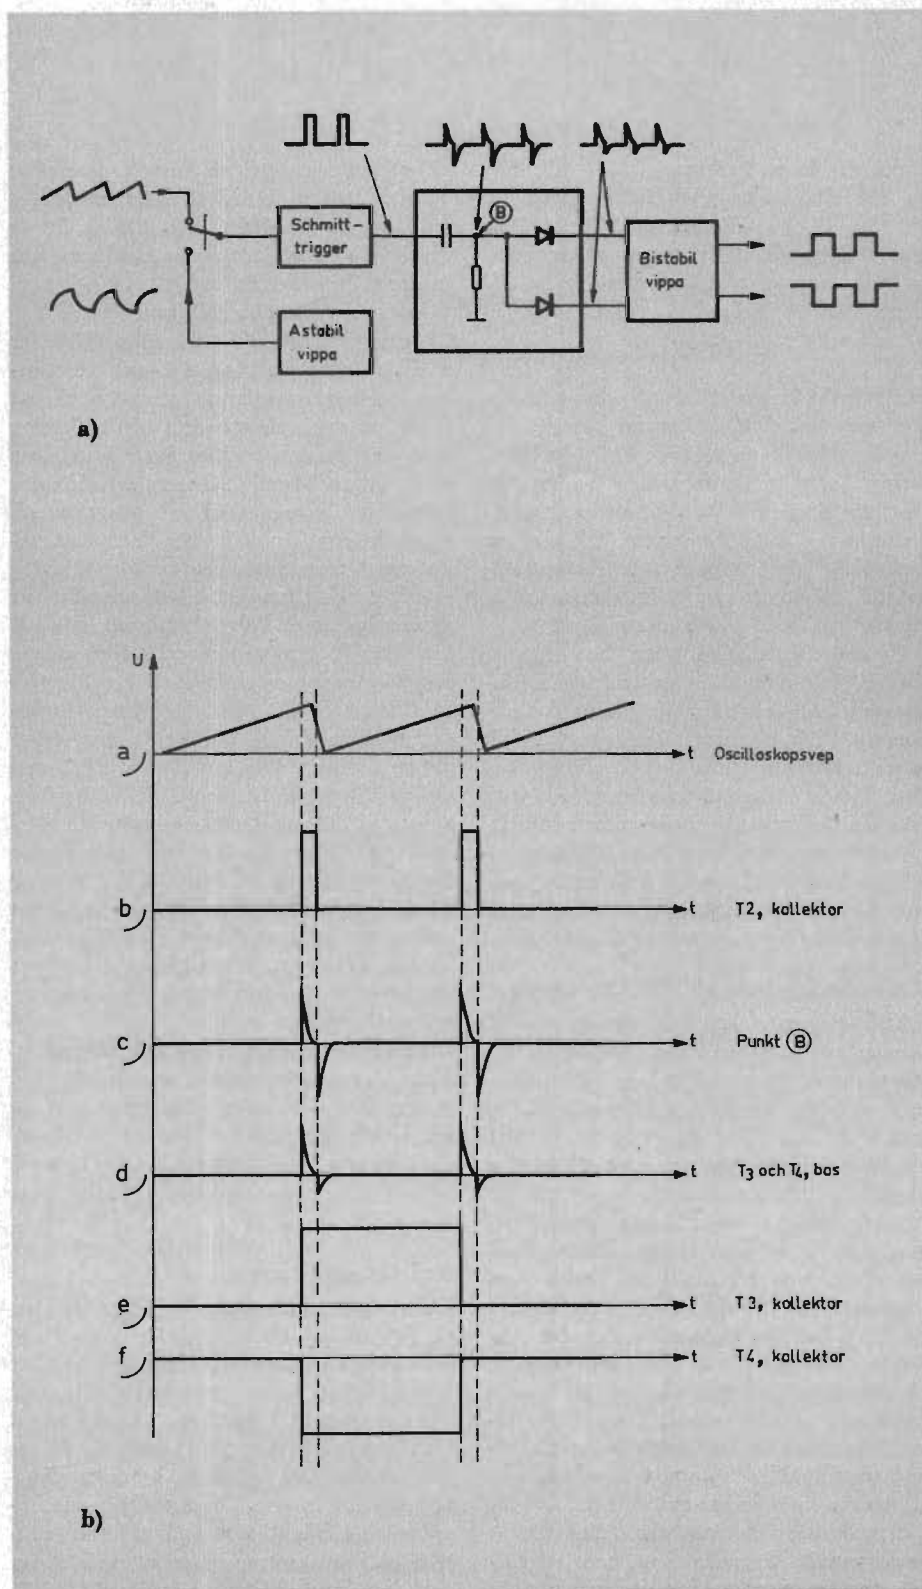 B
Schmitt-
trigger
Bistabil
vippa
Astabil
vippa
a)
U
a
t Oscilloskopsvep
b
t T2, kollektor
c
t Punkt B
d
t T3 och T4, bas
e
t T3, kollektor
f
t T4, kollektor
b)